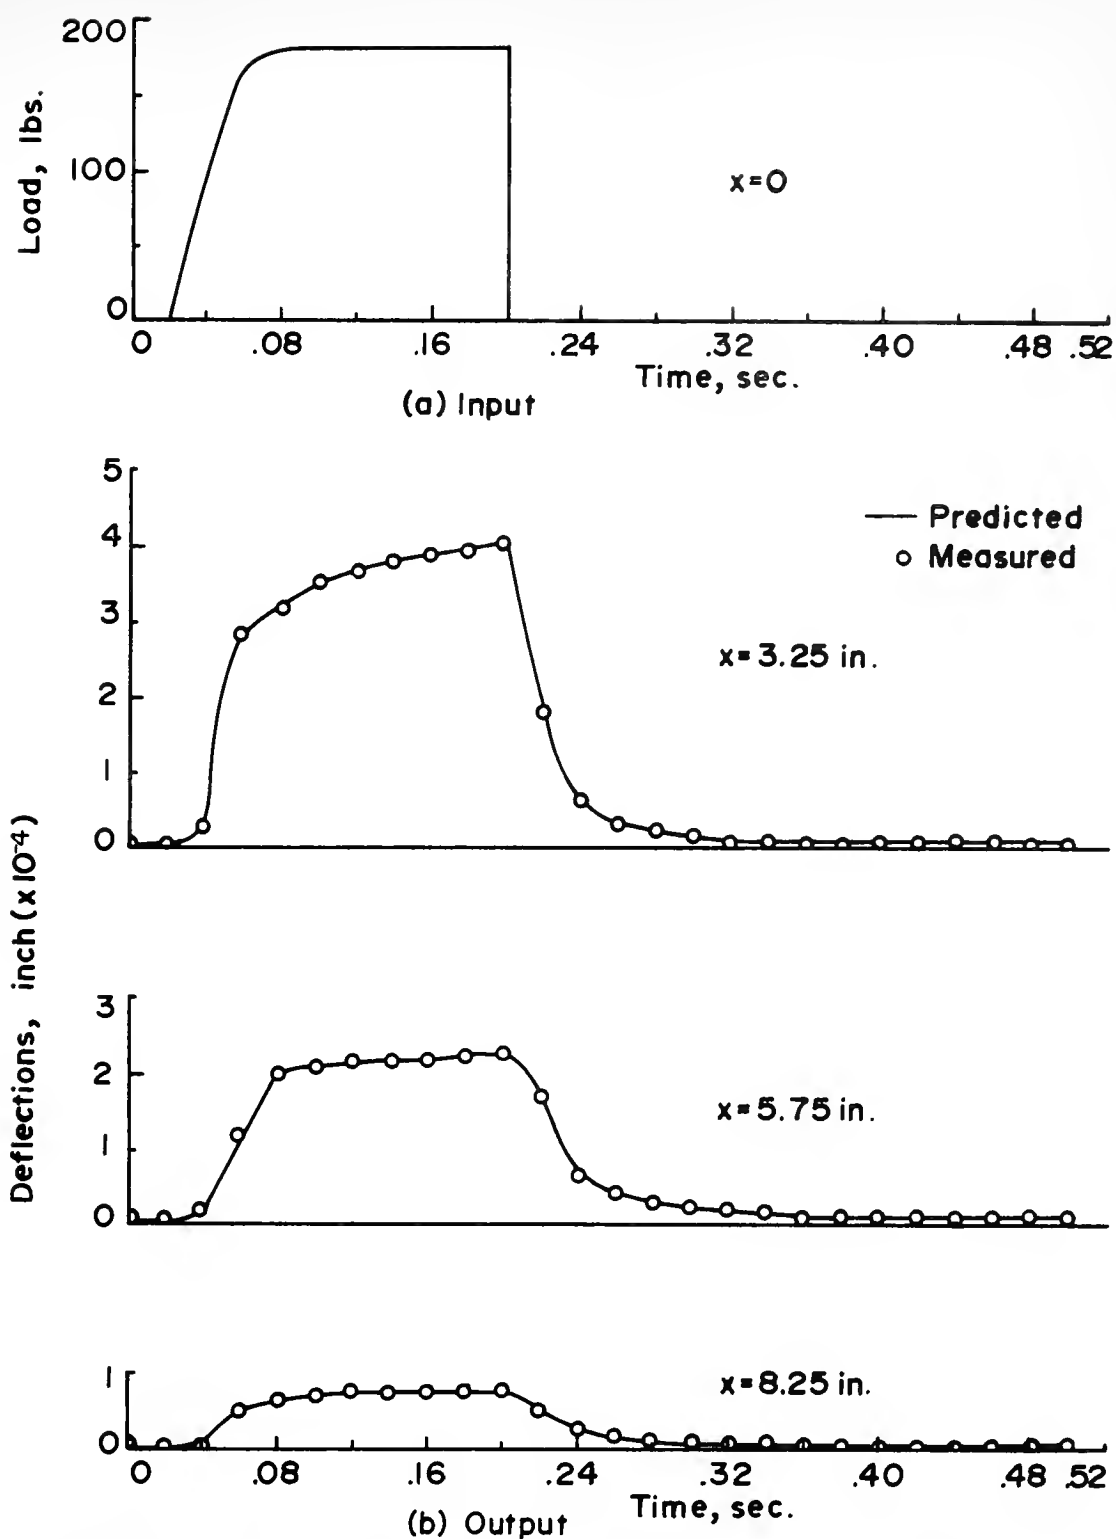 200
100
0
Load, lbs.
x=0
0 .08 .16 .24 .32 .40 .48 .52
Time, sec.
(a) Input
5
4
3
2
1
0
Predicted
Measured
x=3.25 in.
Deflections, inch (x 10-4)
3
2
1
0
x=5.75 in.
1
0
x=8.25 in.
0 .08 .16 .24 .32 .40 .48 .52
Time, sec.
(b) Output